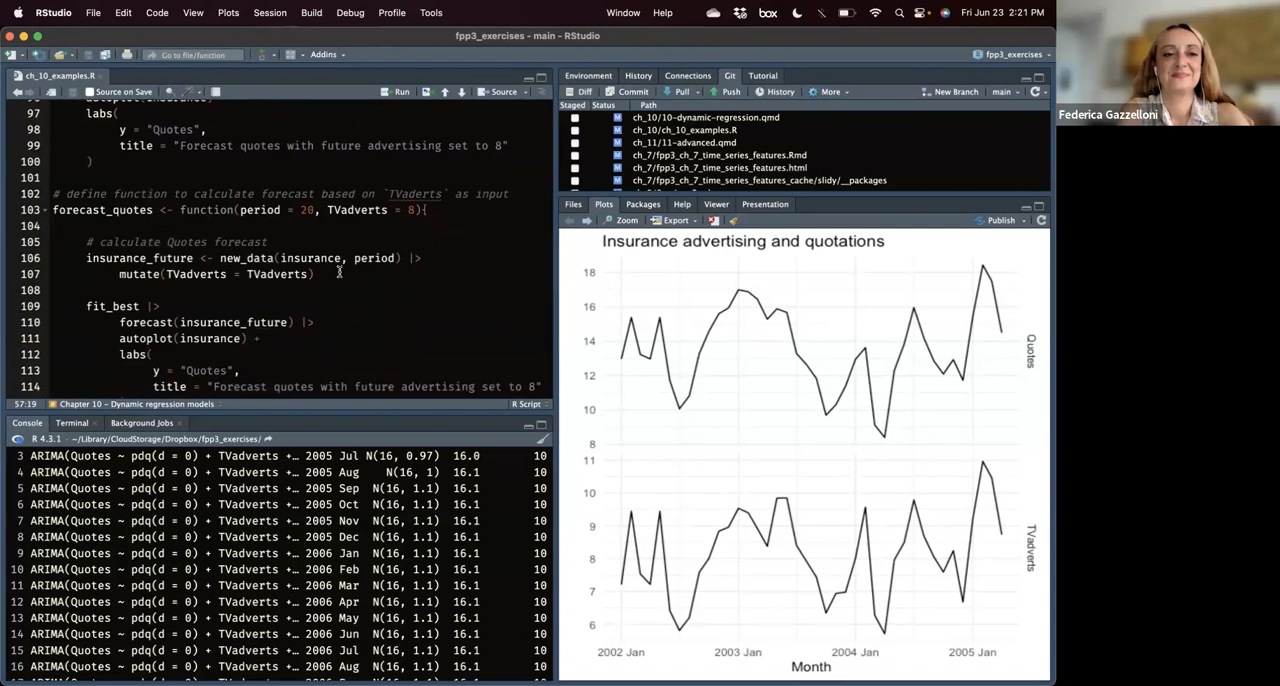 RStudio File Edit Code View Plots Session Build Debug Profile Tools Window Help box Fri Jun 23 2:21 PM
fpp3_exercises - main - RStudio
Go to file/function Addins fpp3_exercises
ch_10_examples.R
Source on Save Run Source
97 labs(
98 y = "Quotes",
99 title = "Forecast quotes with future advertising set to 8"
100 )
101
102 # define function to calculate forecast based on `TVaderts` as input
103 forecast_quotes <- function(period = 20, TVadverts = 8){
104
105 # calculate Quotes forecast
106 insurance_future <- new_data(insurance, period) |>
107 mutate(TVadverts = TVadverts)
108
109 fit_best |>
110 forecast(insurance_future) |>
111 autoplot(insurance) +
112 labs(
113 y = "Quotes",
114 title = "Forecast quotes with future advertising set to 8"
57:19 Chapter 10 - Dynamic regression models R Script
Console Terminal Background Jobs
R 4.3.1 · ~/Library/CloudStorage/Dropbox/fpp3_exercises/
3 ARIMA(Quotes ~ pdq(d = 0) + TVadverts +… 2005 Jul N(16, 0.97) 16.0 10
4 ARIMA(Quotes ~ pdq(d = 0) + TVadverts +… 2005 Aug N(16, 1) 16.1 10
5 ARIMA(Quotes ~ pdq(d = 0) + TVadverts +… 2005 Sep N(16, 1.1) 16.1 10
6 ARIMA(Quotes ~ pdq(d = 0) + TVadverts +… 2005 Oct N(16, 1.1) 16.1 10
7 ARIMA(Quotes ~ pdq(d = 0) + TVadverts +… 2005 Nov N(16, 1.1) 16.1 10
8 ARIMA(Quotes ~ pdq(d = 0) + TVadverts +… 2005 Dec N(16, 1.1) 16.1 10
9 ARIMA(Quotes ~ pdq(d = 0) + TVadverts +… 2006 Jan N(16, 1.1) 16.1 10
10 ARIMA(Quotes ~ pdq(d = 0) + TVadverts +… 2006 Feb N(16, 1.1) 16.1 10
11 ARIMA(Quotes ~ pdq(d = 0) + TVadverts +… 2006 Mar N(16, 1.1) 16.1 10
12 ARIMA(Quotes ~ pdq(d = 0) + TVadverts +… 2006 Apr N(16, 1.1) 16.1 10
13 ARIMA(Quotes ~ pdq(d = 0) + TVadverts +… 2006 May N(16, 1.1) 16.1 10
14 ARIMA(Quotes ~ pdq(d = 0) + TVadverts +… 2006 Jun N(16, 1.1) 16.1 10
15 ARIMA(Quotes ~ pdq(d = 0) + TVadverts +… 2006 Jul N(16, 1.1) 16.1 10
16 ARIMA(Quotes ~ pdq(d = 0) + TVadverts +… 2006 Aug N(16, 1.1) 16.1 10
Environment History Connections Git Tutorial
Diff Commit Pull Push History More New Branch main
Staged Status Path
M ch_10/10-dynamic-regression.qmd
M ch_10/ch_10_examples.R
M ch_11/11-advanced.qmd
M ch_7/fpp3_ch_7_time_series_features.Rmd
M ch_7/fpp3_ch_7_time_series_features.html
M ch_7/fpp3_ch_7_time_series_features_cache/slidy/__packages
Files Plots Packages Help Viewer Presentation
Zoom Export Publish
Insurance advertising and quotations
18
16
14
12
10
8
Quotes
11
10
9
8
7
6
TVadverts
2002 Jan 2003 Jan 2004 Jan 2005 Jan
Month
Federica Gazzelloni